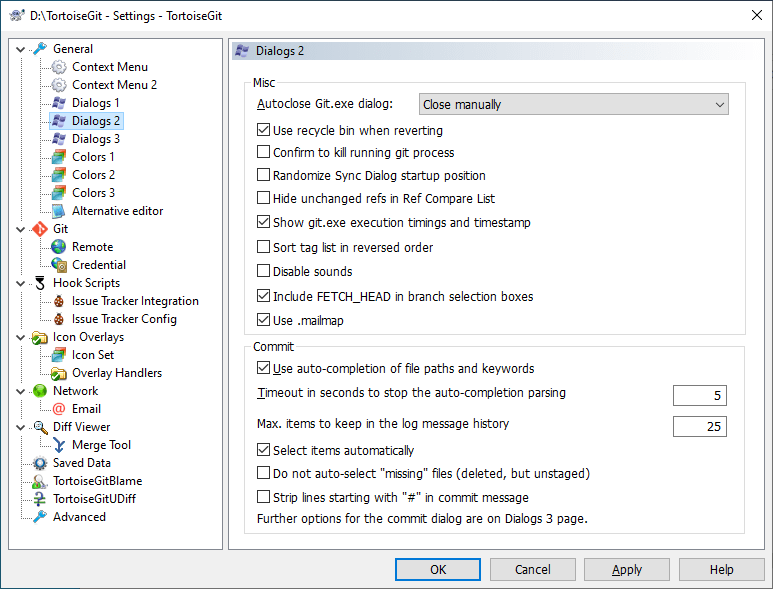 D:\TortoiseGit - Settings - TortoiseGit
General
Context Menu
Context Menu 2
Dialogs 1
Dialogs 2
Dialogs 3
Colors 1
Colors 2
Colors 3
Alternative editor
Git
Remote
Credential
Hook Scripts
Issue Tracker Integration
Issue Tracker Config
Icon Overlays
Icon Set
Overlay Handlers
Network
Email
Diff Viewer
Merge Tool
Saved Data
TortoiseGitBlame
TortoiseGitUDiff
Advanced
Dialogs 2
Misc
Autoclose Git.exe dialog: Close manually
Use recycle bin when reverting
Confirm to kill running git process
Randomize Sync Dialog startup position
Hide unchanged refs in Ref Compare List
Show git.exe execution timings and timestamp
Sort tag list in reversed order
Disable sounds
Include FETCH_HEAD in branch selection boxes
Use .mailmap
Commit
Use auto-completion of file paths and keywords
Timeout in seconds to stop the auto-completion parsing 5
Max. items to keep in the log message history 25
Select items automatically
Do not auto-select "missing" files (deleted, but unstaged)
Strip lines starting with "#" in commit message
Further options for the commit dialog are on Dialogs 3 page.
OK Cancel Apply Help